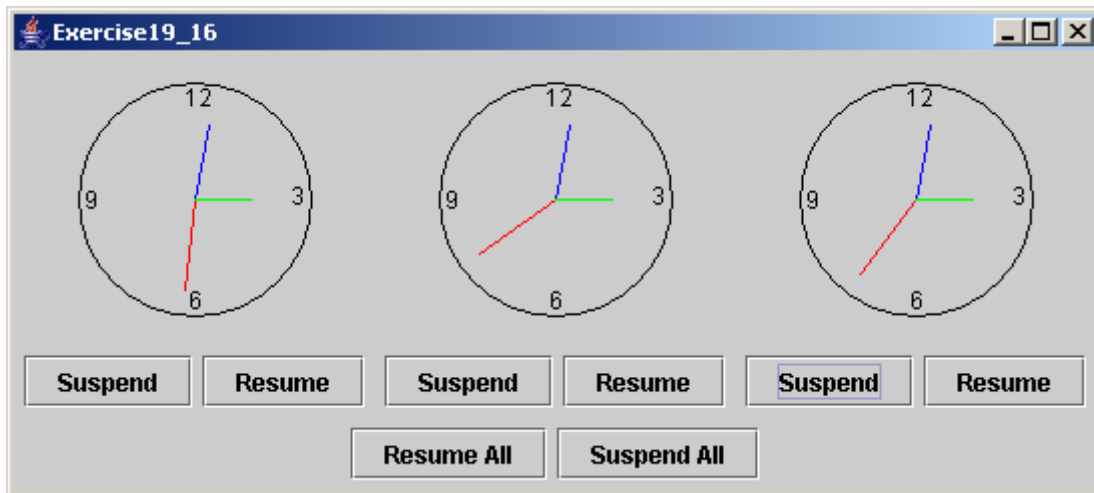 Exercise19_16
12 12 12
9 3 9 3 9 3
6 6 6
Suspend Resume Suspend Resume Suspend Resume
Resume All Suspend All